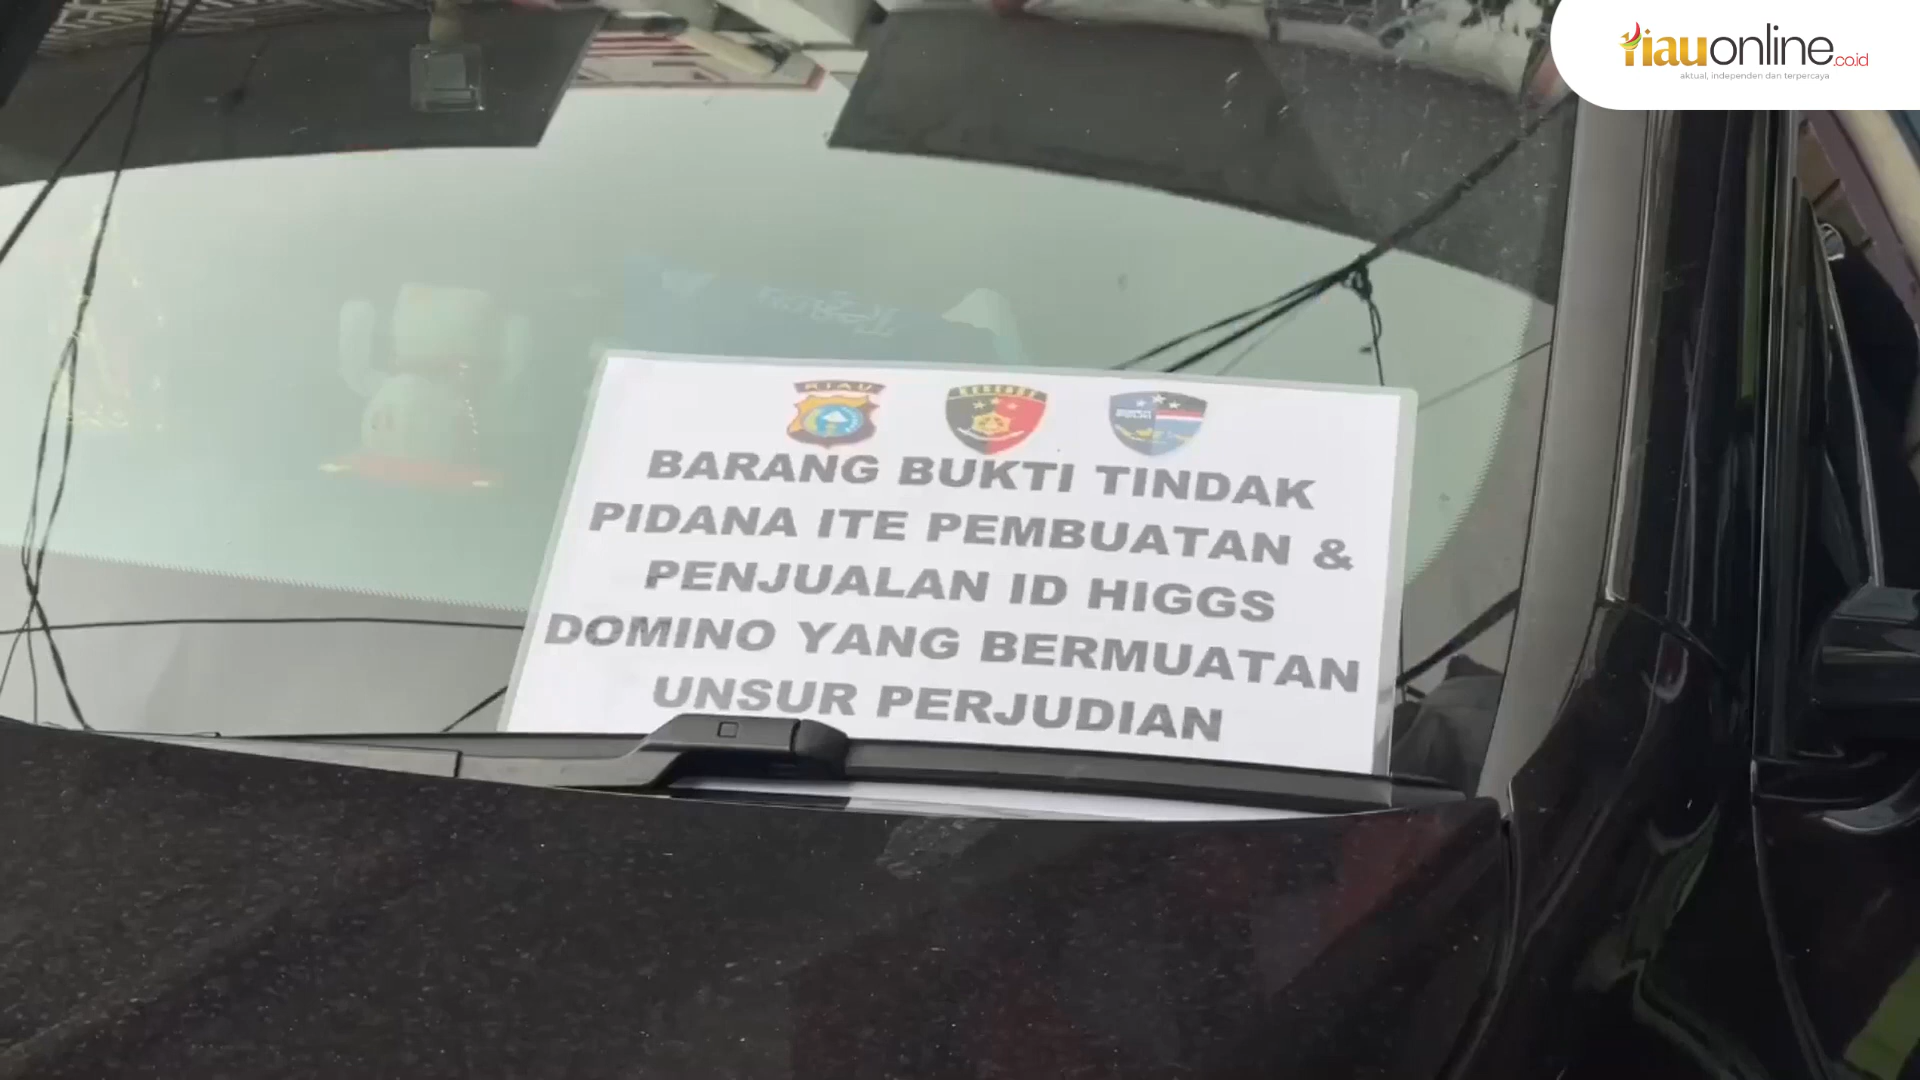 riauonline.co.id
aktual, independen dan terpercaya
RIAU
RESERSE
BARANG BUKTI TINDAK
PIDANA ITE PEMBUATAN &
PENJUALAN ID HIGGS
DOMINO YANG BERMUATAN
UNSUR PERJUDIAN